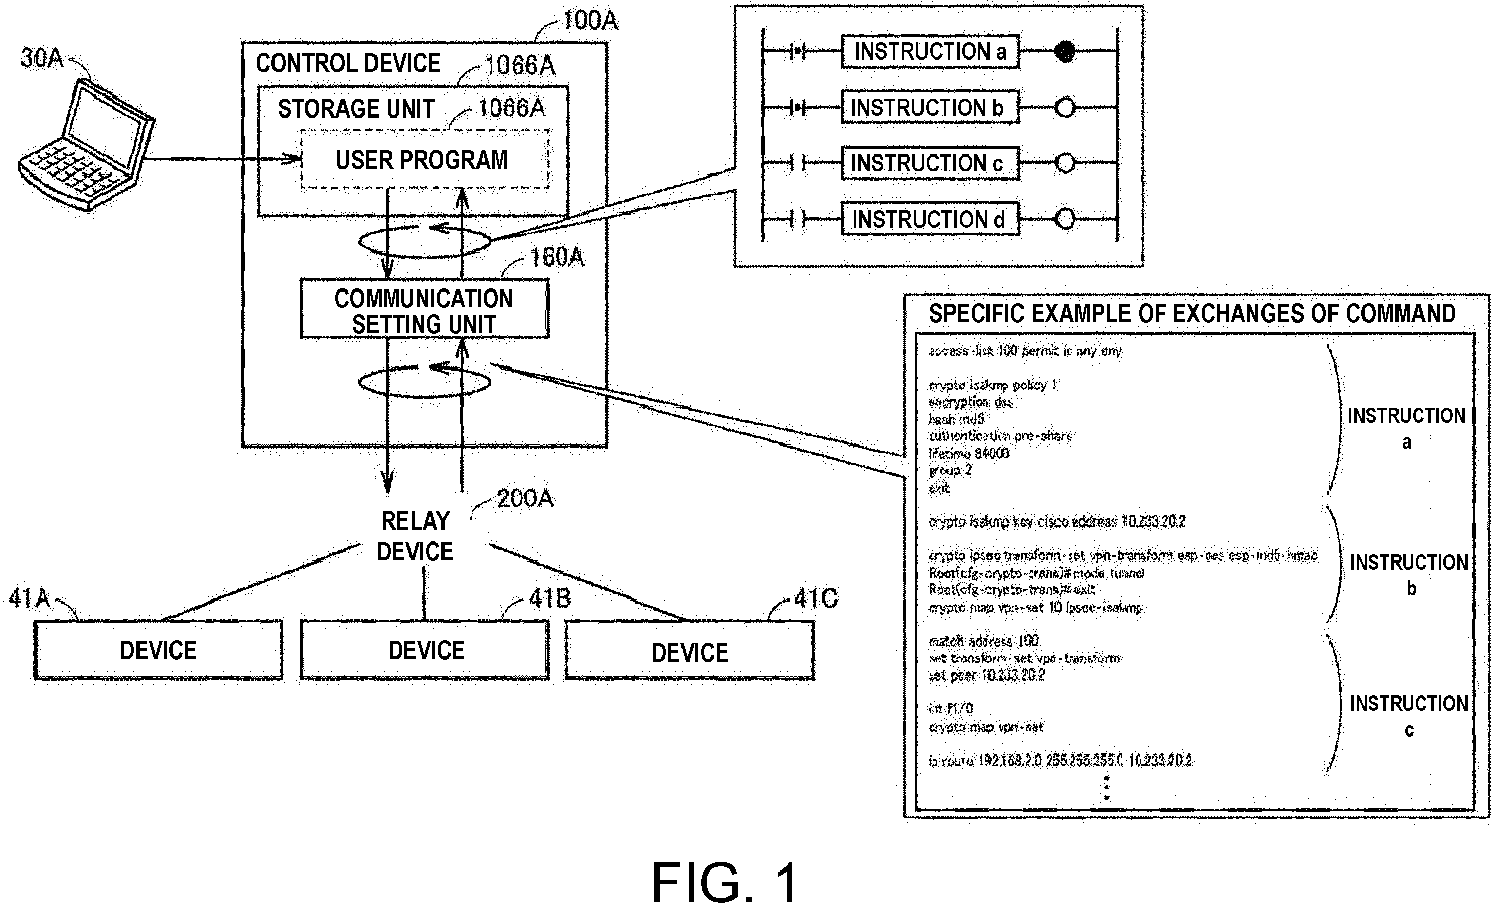 30A
100A
CONTROL DEVICE
1066A
STORAGE UNIT
1066A
USER PROGRAM
160A
COMMUNICATION
SETTING UNIT
200A
RELAY
DEVICE
41A
DEVICE
41B
DEVICE
41C
DEVICE
INSTRUCTION a
INSTRUCTION b
INSTRUCTION c
INSTRUCTION d
SPECIFIC EXAMPLE OF EXCHANGES OF COMMAND
access-list 100 permit ip any any
crypto isakmp policy 1
encryption des
hash md5
authentication pre-share
lifetime
group 2
exit
INSTRUCTION
a
crypto isakmp key cisco address 10.233.20.2
crypto ipsec transform-set vpn-transform esp-des esp-md5-hmac
Root(cfg-crypto-trans)#mode tunnel
Root(cfg-crypto-trans)#exit
crypto map vpn-set 10 ipsec-isakmp
INSTRUCTION
b
match address 100
set transform-set vpn-transform
set peer 10.233.20.2
crypto map vpn-set
ip route 192.168.2.0 255.255.255.0 10.233.20.2
INSTRUCTION
c
FIG. 1